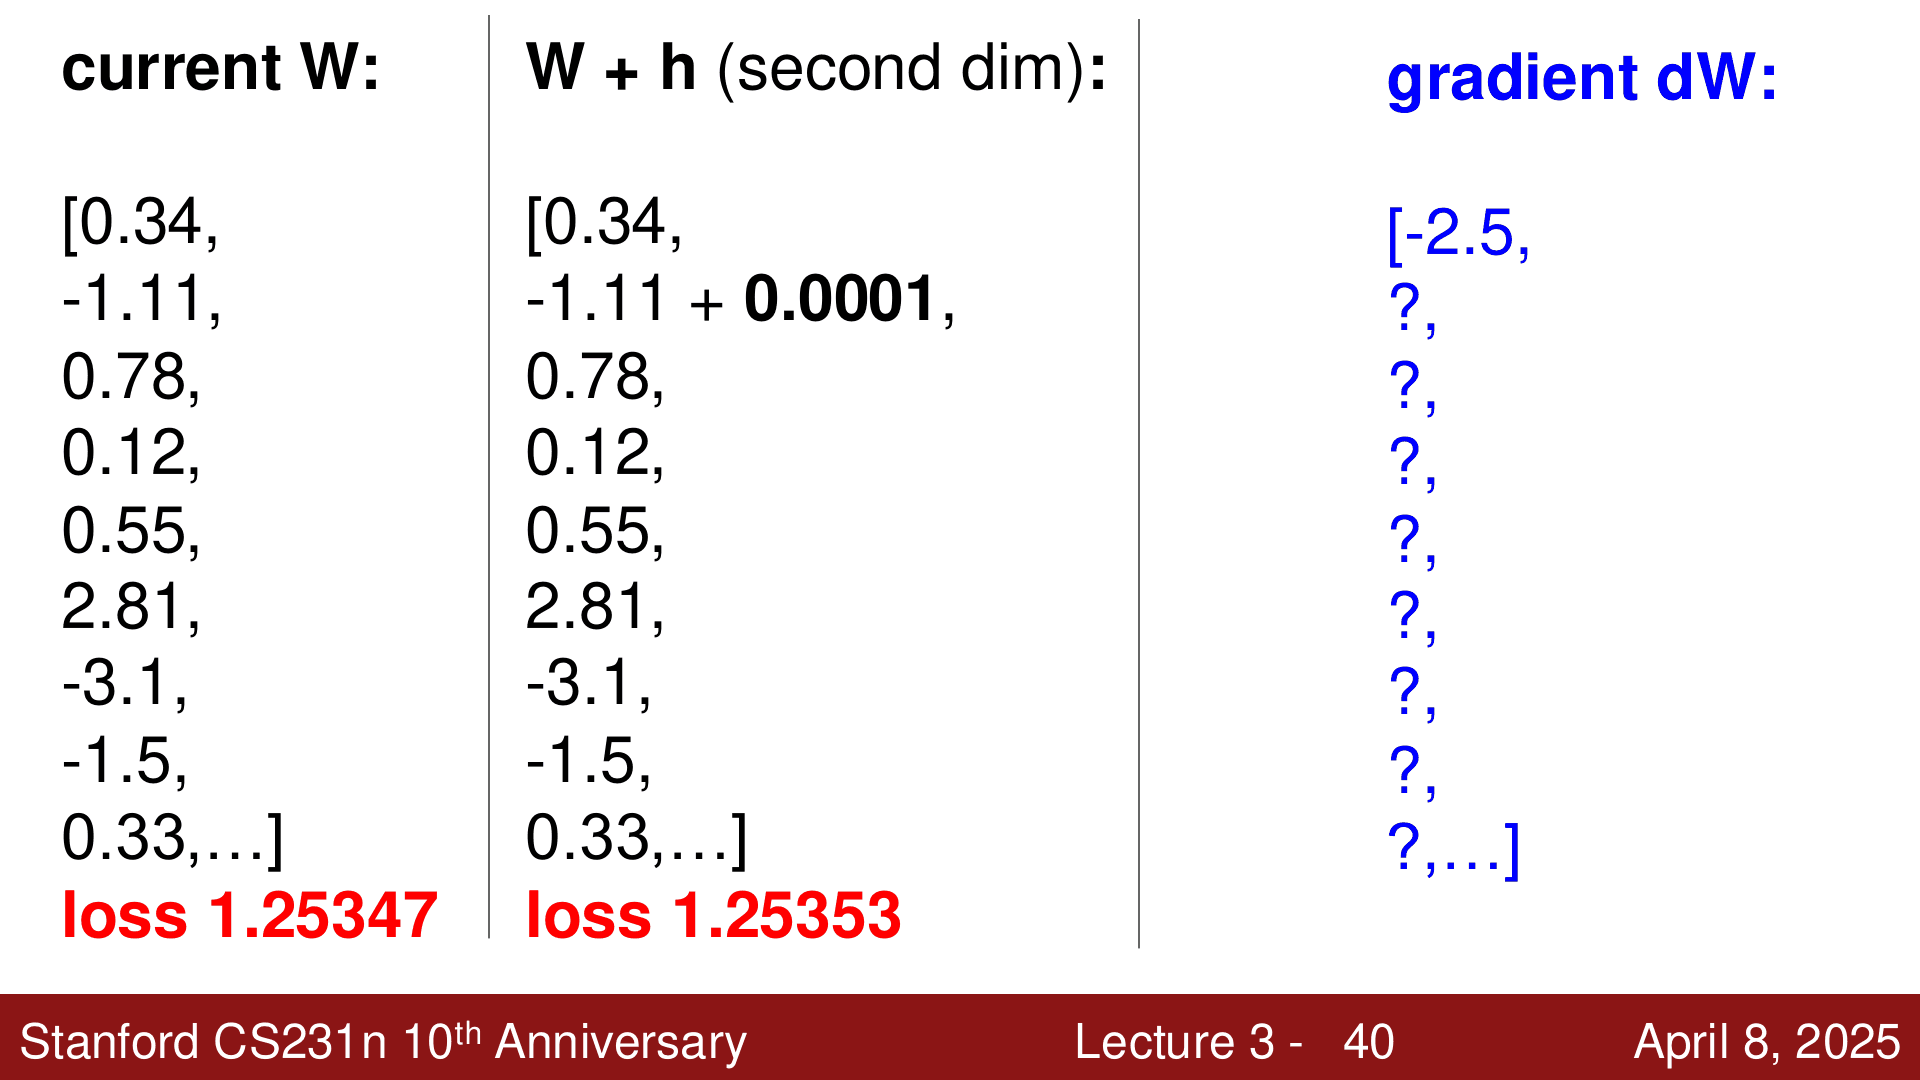 current W:
[0.34,
-1.11,
0.78,
0.12,
0.55,
2.81,
-3.1,
-1.5,
0.33,…]
loss 1.25347
W + h (second dim):
[0.34,
-1.11 + 0.0001,
0.78,
0.12,
0.55,
2.81,
-3.1,
-1.5,
0.33,…]
loss 1.25353
gradient dW:
[-2.5,
?,
?,
?,
?,
?,
?,
?,
?,…]
Stanford CS231n 10th Anniversary
Lecture 3 - 40
April 8, 2025